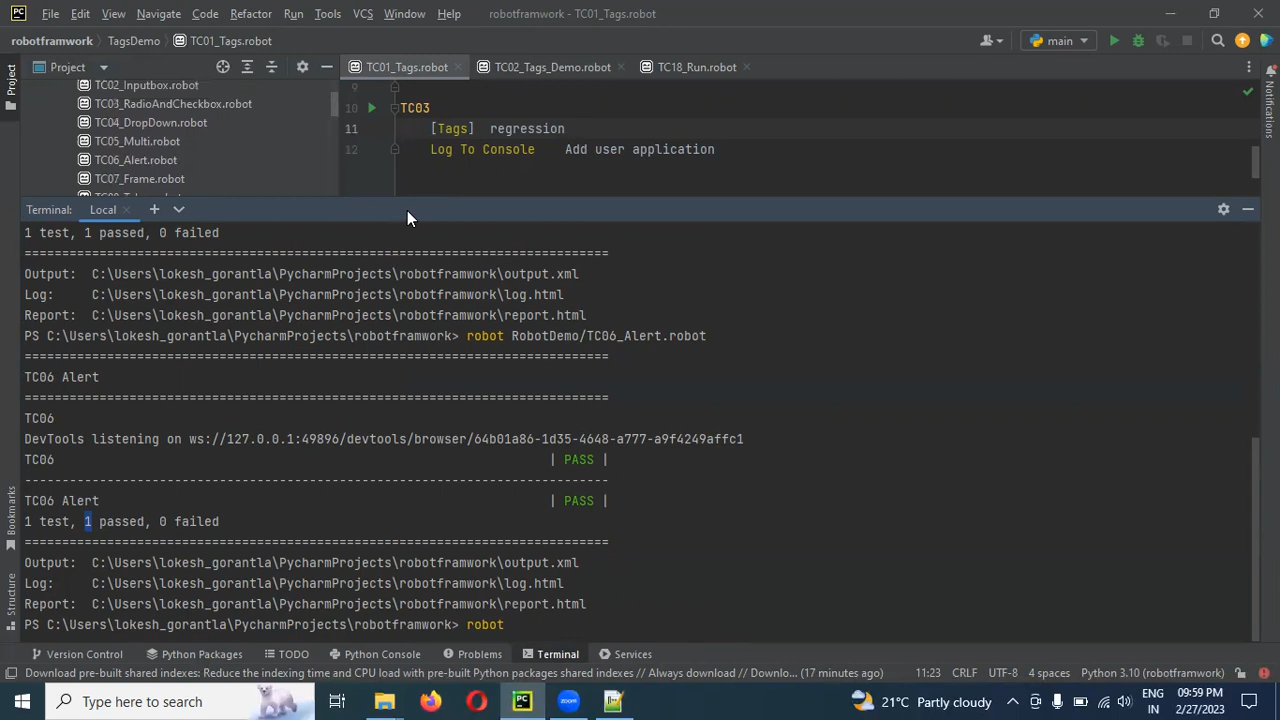 PC File Edit View Navigate Code Refactor Run Tools VCS Window Help robotframwork - TC01_Tags.robot
robotframwork TagsDemo TC01_Tags.robot main
Project TC01_Tags.robot TC02_Tags_Demo.robot TC18_Run.robot
Project
Notifications
TC02_Inputbox.robot
TC03_RadioAndCheckbox.robot
TC04_DropDown.robot
TC05_Multi.robot
TC06_Alert.robot
TC07_Frame.robot
9
10 TC03
11 [Tags] regression
12 Log To Console Add user application
Terminal: Local
1 test, 1 passed, 0 failed
==============================================================================
Output: C:\Users\lokesh_gorantla\PycharmProjects\robotframwork\output.xml
Log: C:\Users\lokesh_gorantla\PycharmProjects\robotframwork\log.html
Report: C:\Users\lokesh_gorantla\PycharmProjects\robotframwork\report.html
PS C:\Users\lokesh_gorantla\PycharmProjects\robotframwork> robot RobotDemo/TC06_Alert.robot
==============================================================================
TC06 Alert
==============================================================================
TC06
DevTools listening on ws://127.0.0.1:49896/devtools/browser/64b01a86-1d35-4648-a777-a9f4249affc1
TC06 | PASS |
------------------------------------------------------------------------------
TC06 Alert | PASS |
1 test, 1 passed, 0 failed
==============================================================================
Output: C:\Users\lokesh_gorantla\PycharmProjects\robotframwork\output.xml
Log: C:\Users\lokesh_gorantla\PycharmProjects\robotframwork\log.html
Report: C:\Users\lokesh_gorantla\PycharmProjects\robotframwork\report.html
PS C:\Users\lokesh_gorantla\PycharmProjects\robotframwork> robot
Bookmarks
Structure
Version Control Python Packages TODO Python Console Problems Terminal Services
Download pre-built shared indexes: Reduce the indexing time and CPU load with pre-built Python packages shared indexes // Always download // Downlo... (17 minutes ago) 11:23 CRLF UTF-8 4 spaces Python 3.10 (robotframwork)
Type here to search PC zoom 21°C Partly cloudy ENG IN 09:59 PM 2/27/2023